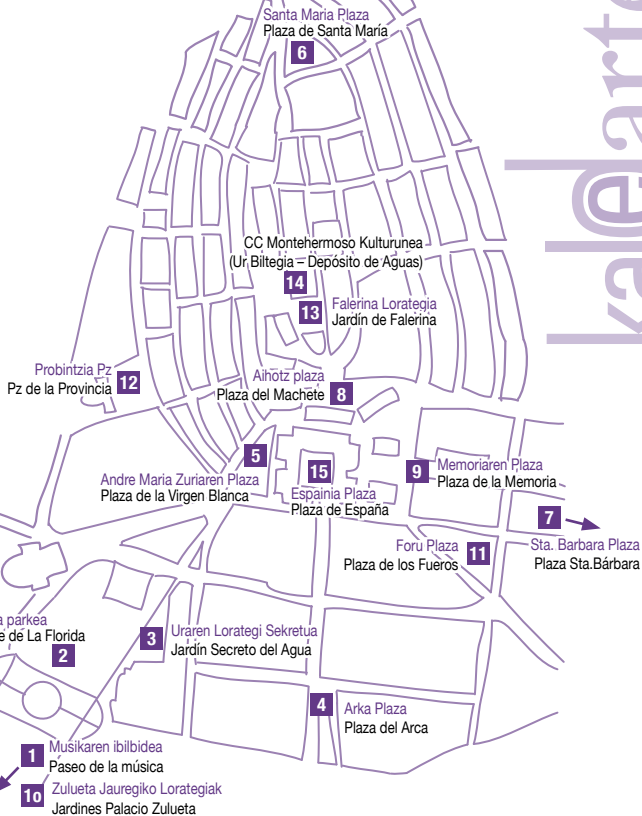 Santa Maria Plaza
Plaza de Santa María
6
kalearte
CC Montehermoso Kulturunea
(Ur Biltegia – Depósito de Aguas)
14
13
Falerina Lorategia
Jardín de Falerina
Probintzia Pz
Pz de la Provincia
12
Aihotz plaza
Plaza del Machete
8
5
Andre Maria Zuriaren Plaza
Plaza de la Virgen Blanca
15
Espainia Plaza
Plaza de España
9
Memoriaren Plaza
Plaza de la Memoria
7
Sta. Barbara Plaza
Plaza Sta.Bárbara
Foru Plaza
Plaza de los Fueros
11
a parkea
e de La Florida
2
3
Uraren Lorategi Sekretua
Jardín Secreto del Agua
4
Arka Plaza
Plaza del Arca
1
Musikaren ibilbidea
Paseo de la música
1o
Zulueta Jauregiko Lorategiak
Jardines Palacio Zulueta